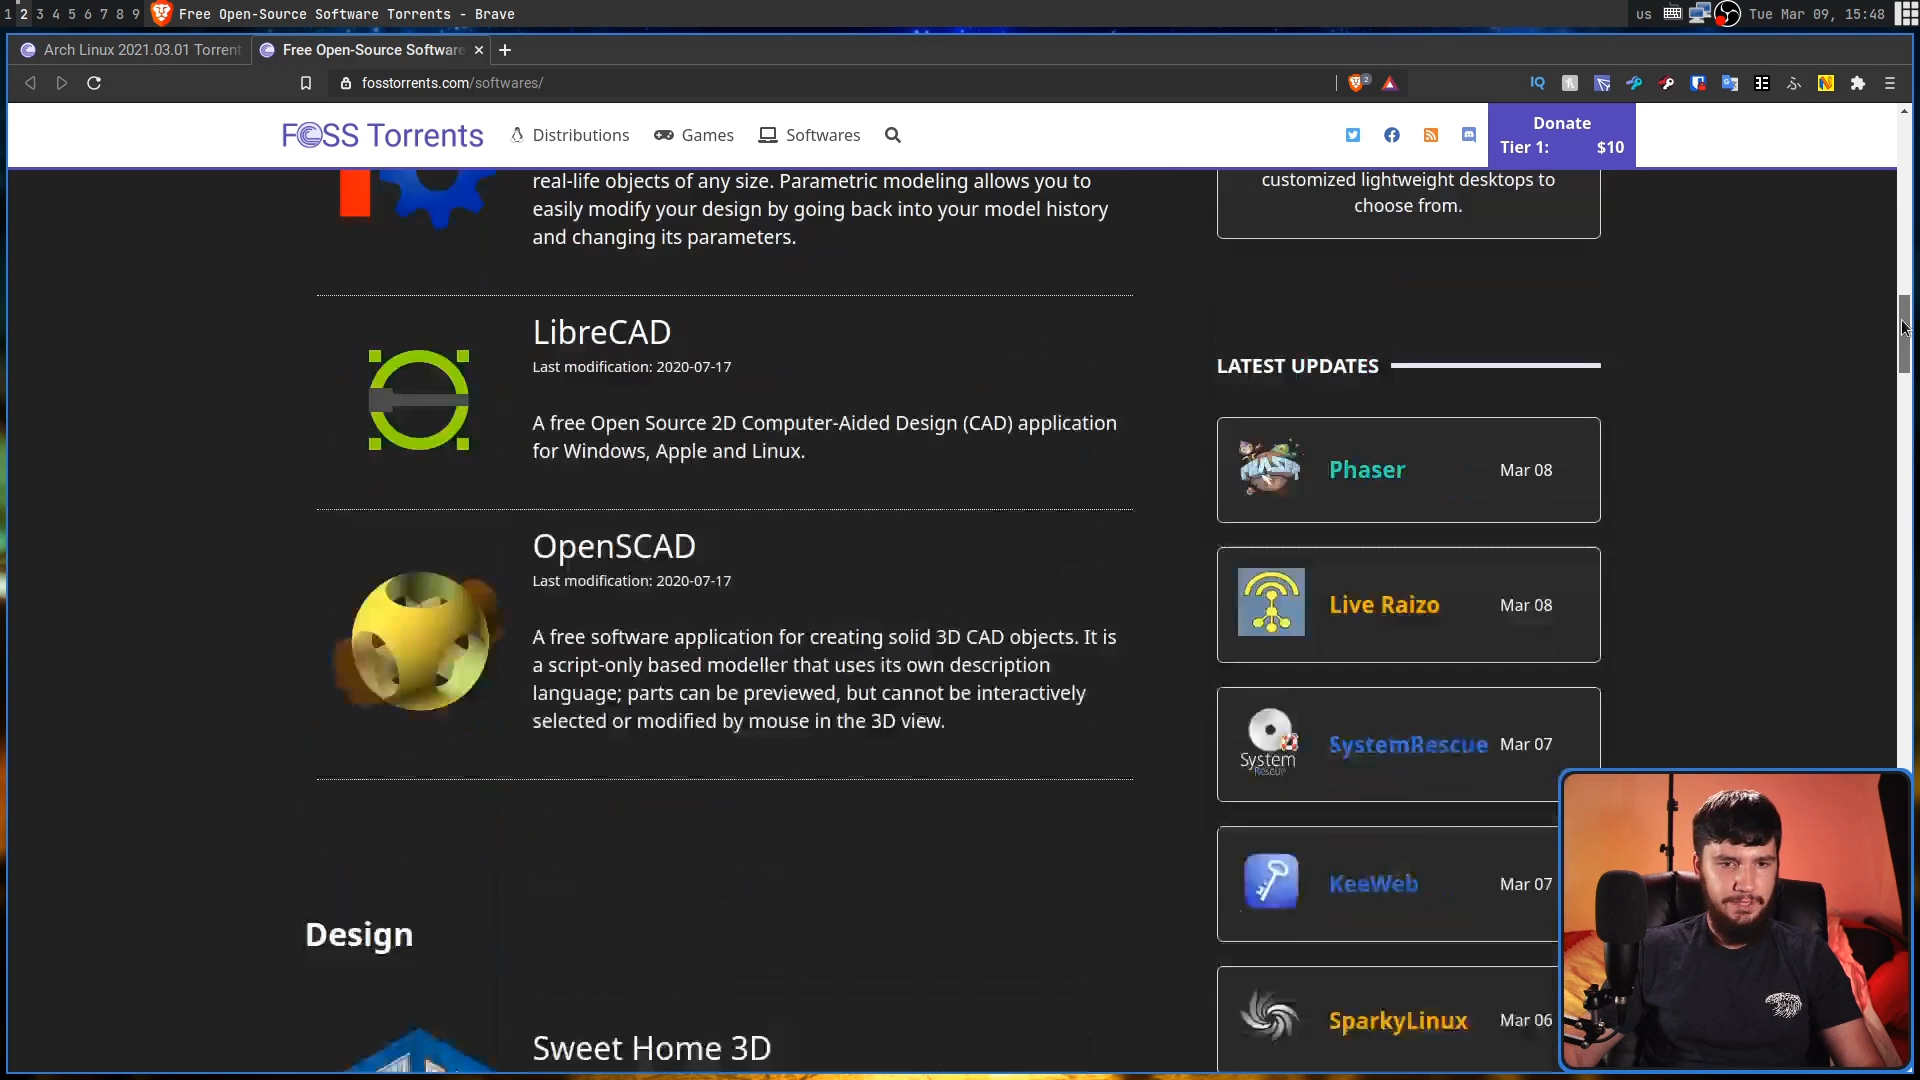 1 2 3 4 5 6 7 8 9 Free Open-Source Software Torrents - Brave
us Tue Mar 09, 15:48
Arch Linux 2021.03.01 Torrent
Free Open-Source Software
fosstorrents.com/softwares/
2
IQ
FOSS Torrents
Distributions
Games
Softwares
Donate
Tier 1: $10
real-life objects of any size. Parametric modeling allows you to
easily modify your design by going back into your model history
and changing its parameters.
LibreCAD
Last modification: 2020-07-17
A free Open Source 2D Computer-Aided Design (CAD) application
for Windows, Apple and Linux.
OpenSCAD
Last modification: 2020-07-17
A free software application for creating solid 3D CAD objects. It is
a script-only based modeller that uses its own description
language; parts can be previewed, but cannot be interactively
selected or modified by mouse in the 3D view.
Design
Sweet Home 3D
customized lightweight desktops to
choose from.
LATEST UPDATES
Phaser Mar 08
Live Raizo Mar 08
System
Rescue
SystemRescue Mar 07
KeeWeb Mar 07
SparkyLinux Mar 06